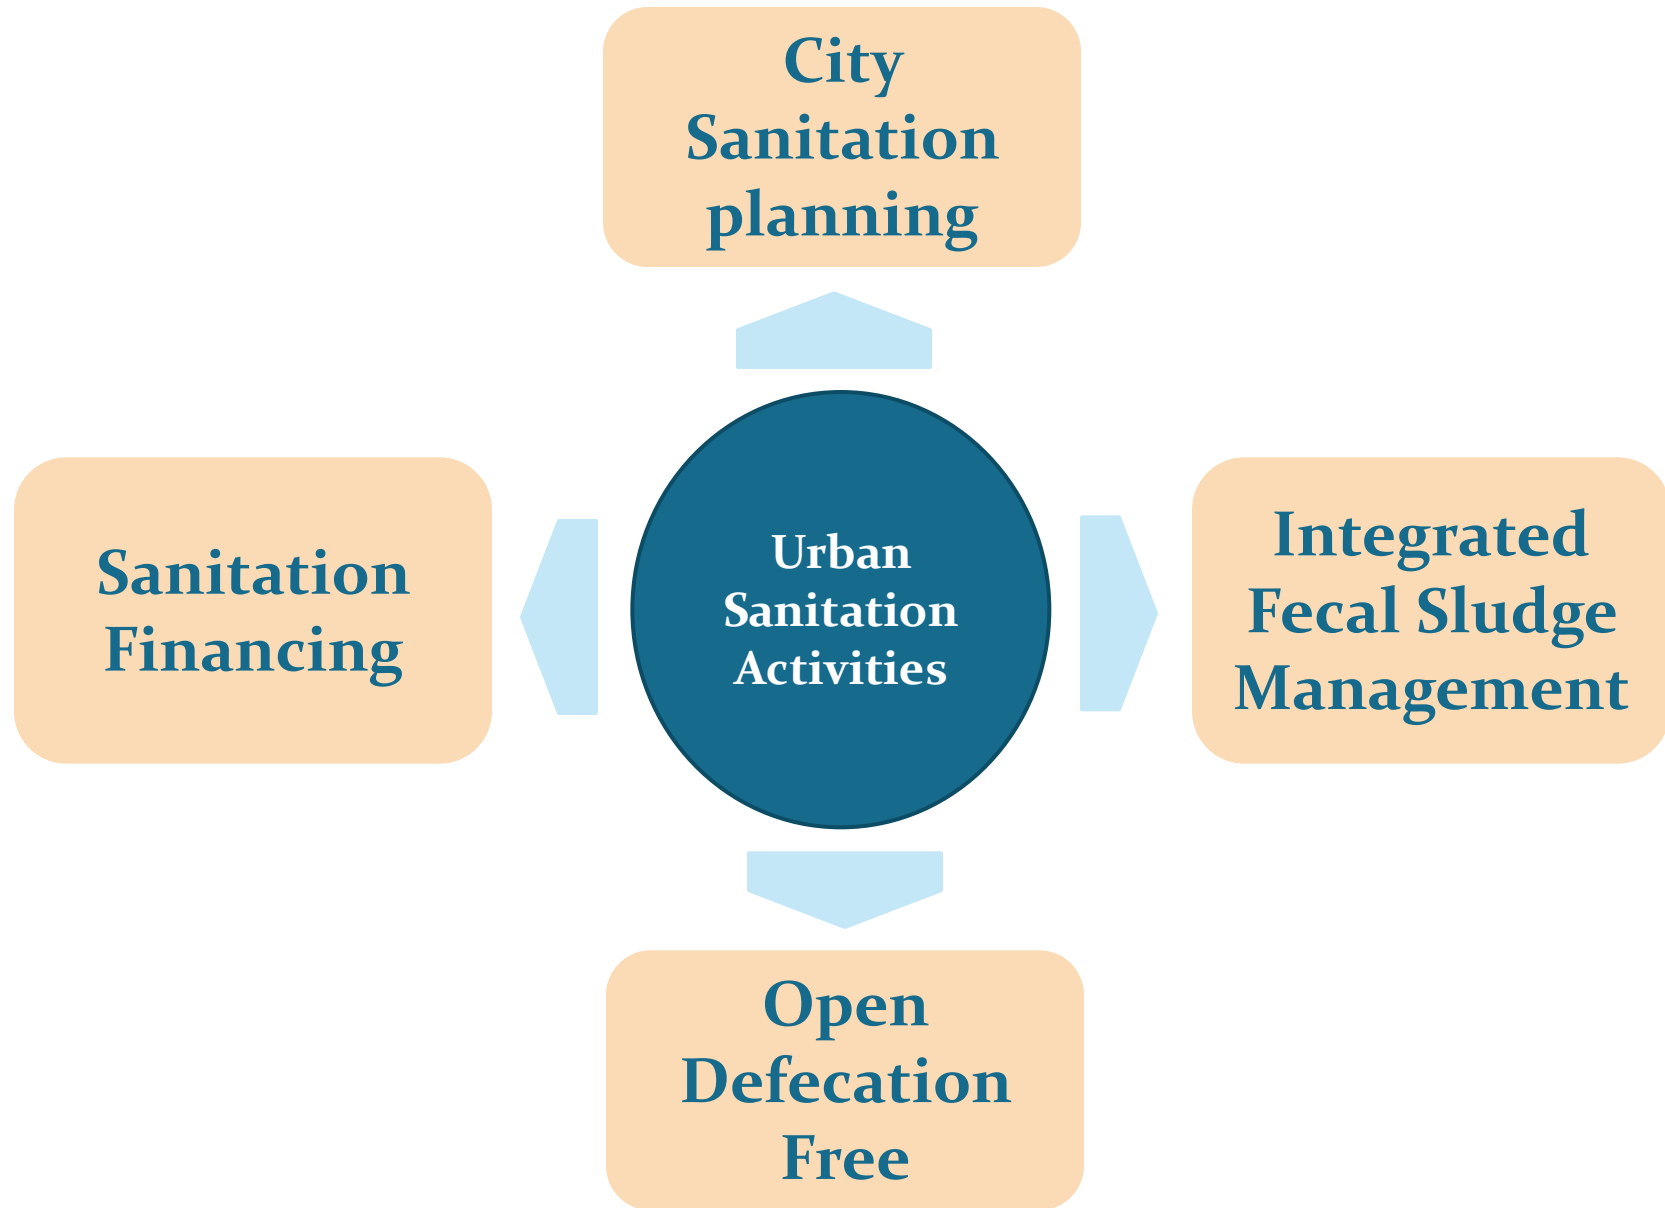 City
Sanitation
planning
Sanitation
Financing
Urban
Sanitation
Activities
Integrated
Fecal Sludge
Management
Open
Defecation
Free